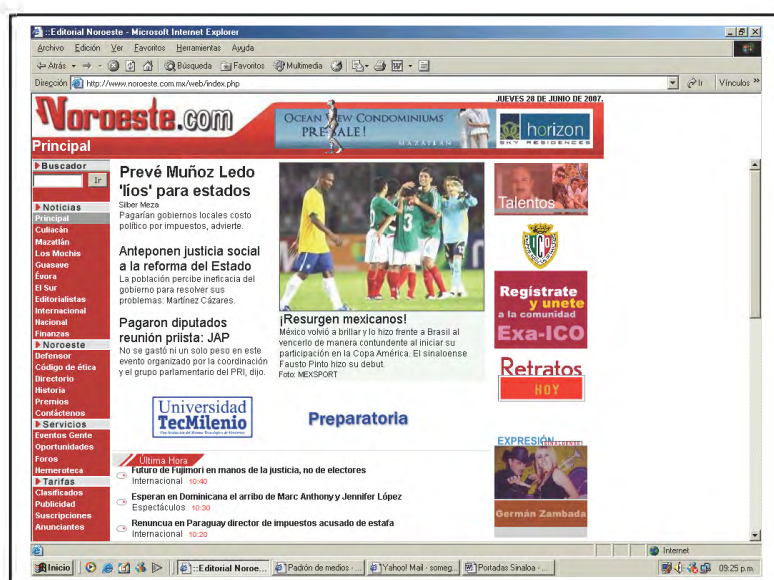 ::Editorial Noroeste - Microsoft Internet Explorer
Archivo Edición Ver Favoritos Herramientas Ayuda
Atrás Búsqueda Favoritos Multimedia
Dirección http://www.noroeste.com.mx/web/index.php Ir Vínculos »
JUEVES 28 DE JUNIO DE 2007.
Noroeste.com
OCEAN VIEW CONDOMINIUMS
PRESALE!
MAZATLAN
horizon
SKY RESIDENCES
Principal
Buscador
Ir
Noticias
Principal
Culiacán
Mazatlán
Los Mochis
Guasave
Évora
El Sur
Editorialistas
Internacional
Nacional
Finanzas
Noroeste
Defensor
Código de ética
Directorio
Historia
Premios
Contáctenos
Servicios
Eventos Gente
Oportunidades
Foros
Hemeroteca
Tarifas
Clasificados
Publicidad
Suscripciones
Anunciantes
Prevé Muñoz Ledo
'líos' para estados
Silber Meza
Pagarían gobiernos locales costo
político por impuestos, advierte.
Anteponen justicia social
a la reforma del Estado
La población percibe ineficacia del
gobierno para resolver sus
problemas: Martínez Cázares.
Pagaron diputados
reunión priista: JAP
No se gastó ni un solo peso en este
evento organizado por la coordinación
y el grupo parlamentario del PRI, dijo.
¡Resurgen mexicanos!
México volvió a brillar y lo hizo frente a Brasil al
vencerlo de manera contundente al iniciar su
participación en la Copa América. El sinaloense
Fausto Pinto hizo su debut.
Foto: MEXSPORT
Universidad
TecMilenio
Preparatoria
Última Hora
Futuro de Fujimori en manos de la justicia, no de electores
Internacional 10:40
Esperan en Dominicana el arribo de Marc Anthony y Jennifer López
Espectáculos 10:30
Renuncua en Paraguay director de impuestos acusado de estafa
Internacional 10:20
Talentos
ICO
Regístrate
y unete
a la comunidad
Exa-ICO
Retratos
HOY
EXPRESIÓN
SINALOENSE
Germán Zambada
Internet
Inicio ::Editorial Noroe... Padrón de medios -... Yahoo! Mail - someg... Portadas Sinaloa -... 09:25 p.m.